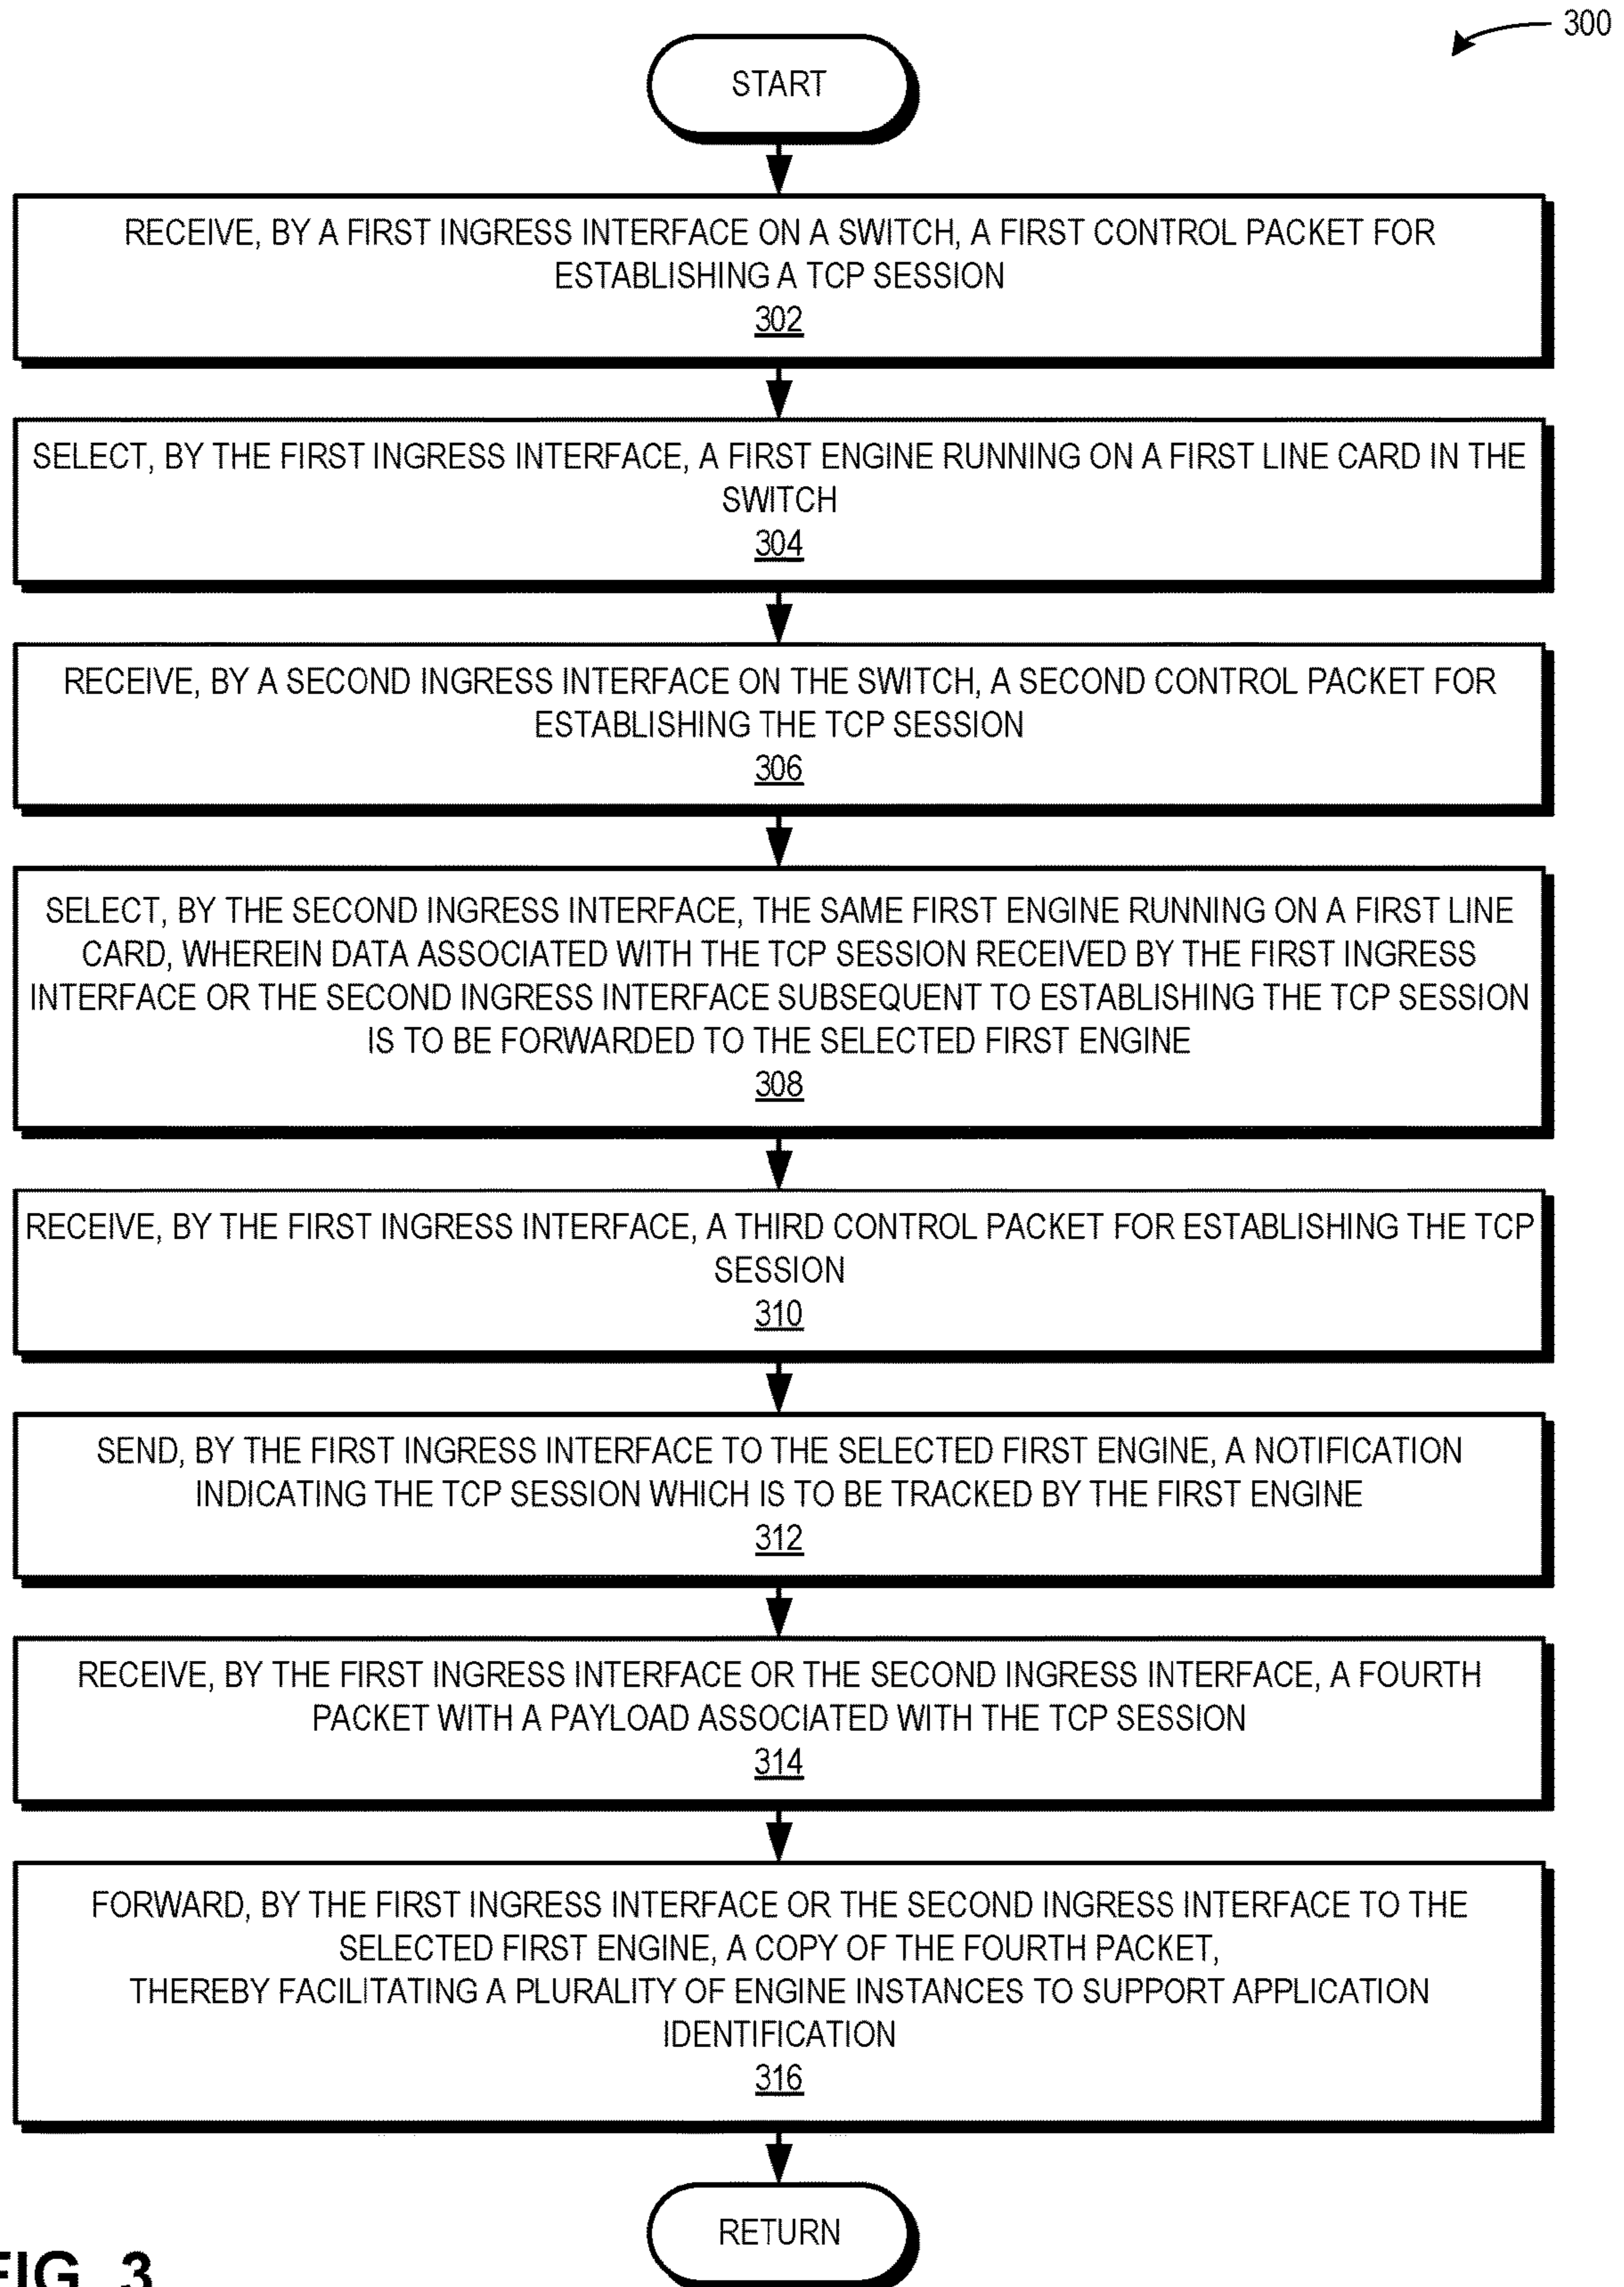 300
START
RECEIVE, BY A FIRST INGRESS INTERFACE ON A SWITCH, A FIRST CONTROL PACKET FOR
ESTABLISHING A TCP SESSION
302
SELECT, BY THE FIRST INGRESS INTERFACE, A FIRST ENGINE RUNNING ON A FIRST LINE CARD IN THE
SWITCH
304
RECEIVE, BY A SECOND INGRESS INTERFACE ON THE SWITCH, A SECOND CONTROL PACKET FOR
ESTABLISHING THE TCP SESSION
306
SELECT, BY THE SECOND INGRESS INTERFACE, THE SAME FIRST ENGINE RUNNING ON A FIRST LINE
CARD, WHEREIN DATA ASSOCIATED WITH THE TCP SESSION RECEIVED BY THE FIRST INGRESS
INTERFACE OR THE SECOND INGRESS INTERFACE SUBSEQUENT TO ESTABLISHING THE TCP SESSION
IS TO BE FORWARDED TO THE SELECTED FIRST ENGINE
308
RECEIVE, BY THE FIRST INGRESS INTERFACE, A THIRD CONTROL PACKET FOR ESTABLISHING THE TCP
SESSION
310
SEND, BY THE FIRST INGRESS INTERFACE TO THE SELECTED FIRST ENGINE, A NOTIFICATION
INDICATING THE TCP SESSION WHICH IS TO BE TRACKED BY THE FIRST ENGINE
312
RECEIVE, BY THE FIRST INGRESS INTERFACE OR THE SECOND INGRESS INTERFACE, A FOURTH
PACKET WITH A PAYLOAD ASSOCIATED WITH THE TCP SESSION
314
FORWARD, BY THE FIRST INGRESS INTERFACE OR THE SECOND INGRESS INTERFACE TO THE
SELECTED FIRST ENGINE, A COPY OF THE FOURTH PACKET,
THEREBY FACILITATING A PLURALITY OF ENGINE INSTANCES TO SUPPORT APPLICATION
IDENTIFICATION
316
RETURN
FIG. 3